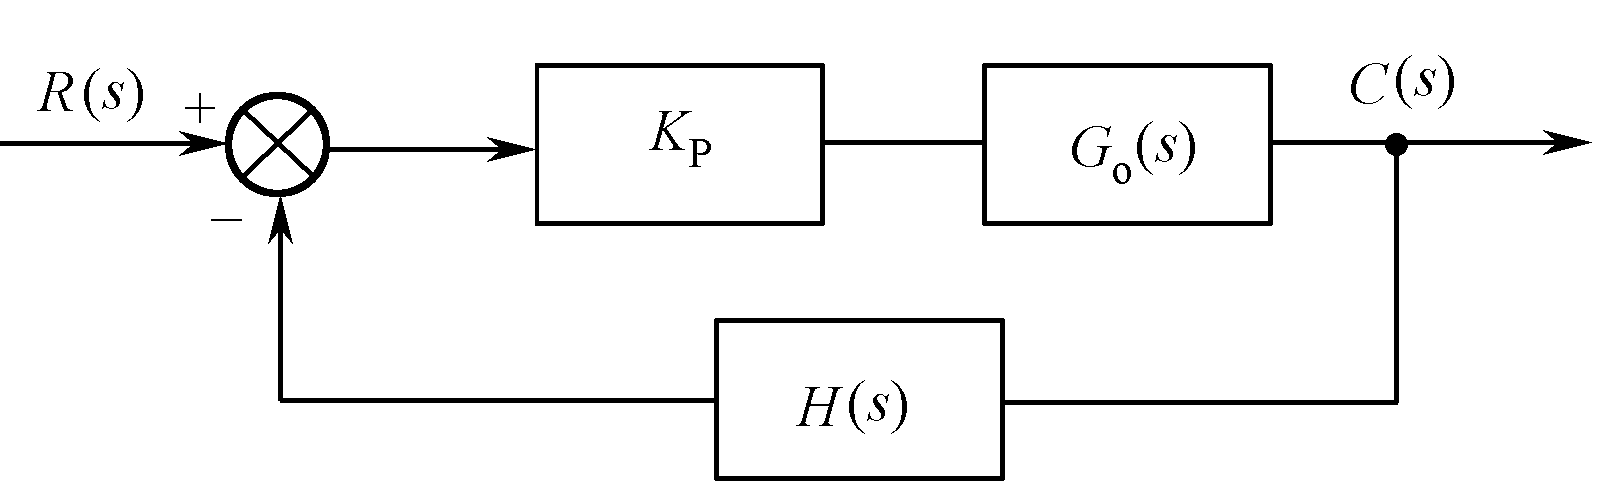 R(s)
+
−
K_P
G_o(s)
C(s)
H(s)